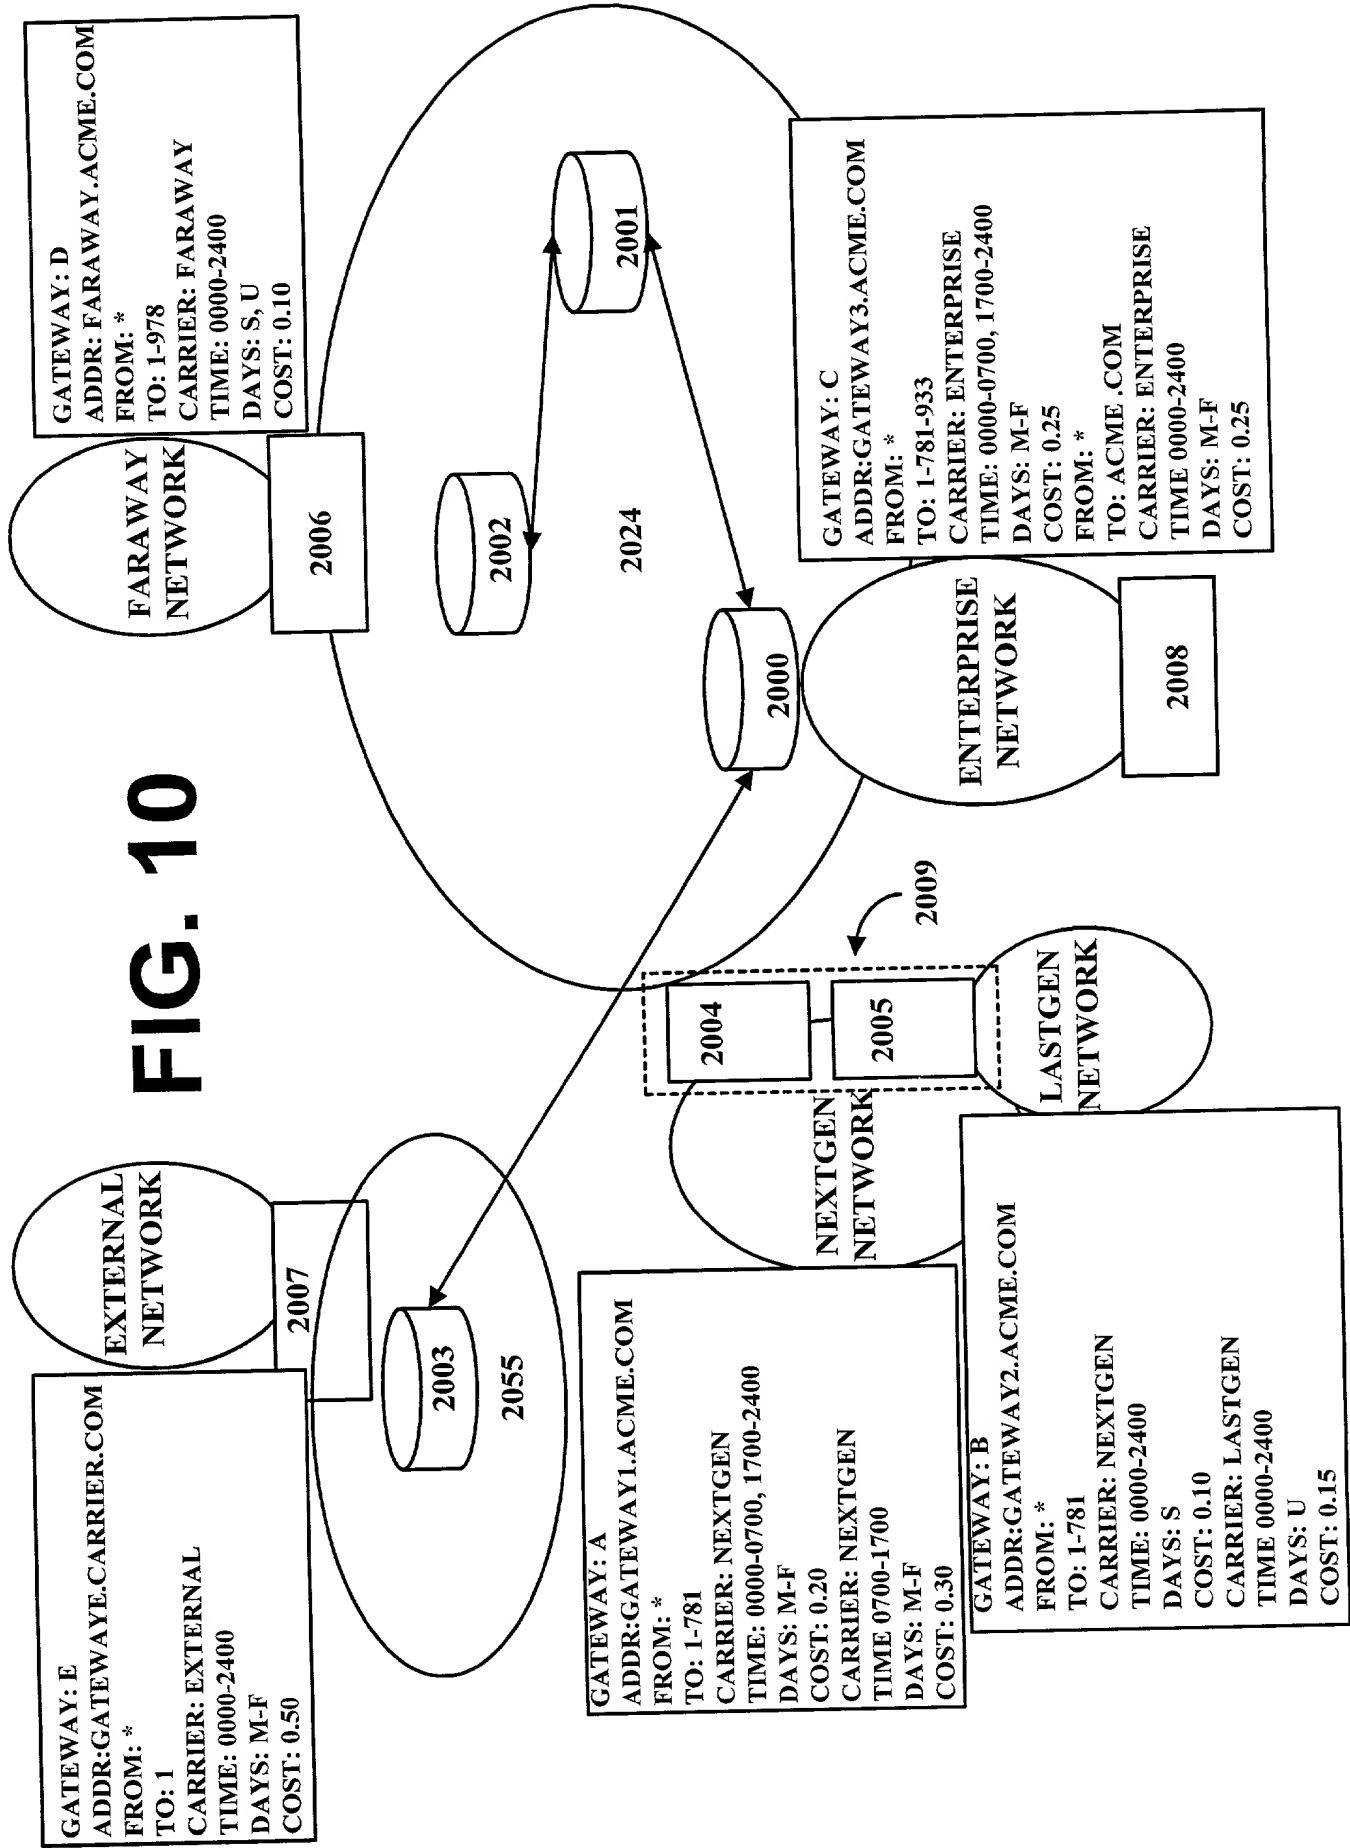 FIG. 10
EXTERNAL
NETWORK
2007
GATEWAY: E
ADDR:GATEWAYE.CARRIER.COM
FROM: *
TO: 1
CARRIER: EXTERNAL
TIME: 0000-2400
DAYS: M-F
COST: 0.50
2003
2055
FARAWAY
NETWORK
2006
GATEWAY: D
ADDR: FARAWAY.ACME.COM
FROM: *
TO: 1-978
CARRIER: FARAWAY
TIME: 0000-2400
DAYS: S, U
COST: 0.10
2002
2001
2024
2000
GATEWAY: A
ADDR:GATEWAY1.ACME.COM
FROM: *
TO: 1-781
CARRIER: NEXTGEN
TIME: 0000-0700, 1700-2400
DAYS: M-F
COST: 0.20
CARRIER: NEXTGEN
TIME 0700-1700
DAYS: M-F
COST: 0.30
NEXTGEN
NETWORK
2004
2005
2009
LASTGEN
NETWORK
GATEWAY: B
ADDR:GATEWAY2.ACME.COM
FROM: *
TO: 1-781
CARRIER: NEXTGEN
TIME: 0000-2400
DAYS: S
COST: 0.10
CARRIER: LASTGEN
TIME 0000-2400
DAYS: U
COST: 0.15
ENTERPRISE
NETWORK
2008
GATEWAY: C
ADDR:GATEWAY3.ACME.COM
FROM: *
TO: 1-781-933
CARRIER: ENTERPRISE
TIME: 0000-0700, 1700-2400
DAYS: M-F
COST: 0.25
FROM: *
TO: ACME .COM
CARRIER: ENTERPRISE
TIME 0000-2400
DAYS: M-F
COST: 0.25